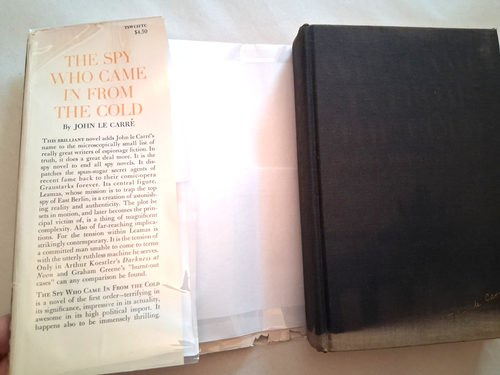 TSWCIFTC
$4.50
THE SPY
WHO CAME
IN FROM
THE COLD
By JOHN LE CARRÉ
THIS BRILLIANT novel adds John le Carré's
name to the microscopically small list of
really great writers of espionage fiction. In
truth, it does a great deal more. It is the
spy novel to end all spy novels. It dis-
patches the spun-sugar secret agents of
recent fame back to their comic-opera
Graustarks forever. Its central figure,
Leamas, whose mission is to trap the top
spy of East Berlin, is a creation of astound-
ing reality and authenticity. The plot he
sets in motion, and later becomes the prin-
cipal victim of, is a thing of magnificent
complexity. Also of far-reaching implica-
tions. For the tension within Leamas is
strikingly contemporary. It is the tension of
a committed man unable to come to terms
with the utterly ruthless machine he serves.
Only in Arthur Koestler's Darkness at
Noon and Graham Greene's "burnt-out
cases" can any comparison be found.
THE SPY WHO CAME IN FROM THE COLD
is a novel of the first order—terrifying in
its significance, impressive in its actuality,
awesome in its high political import. It
happens also to be immensely thrilling.